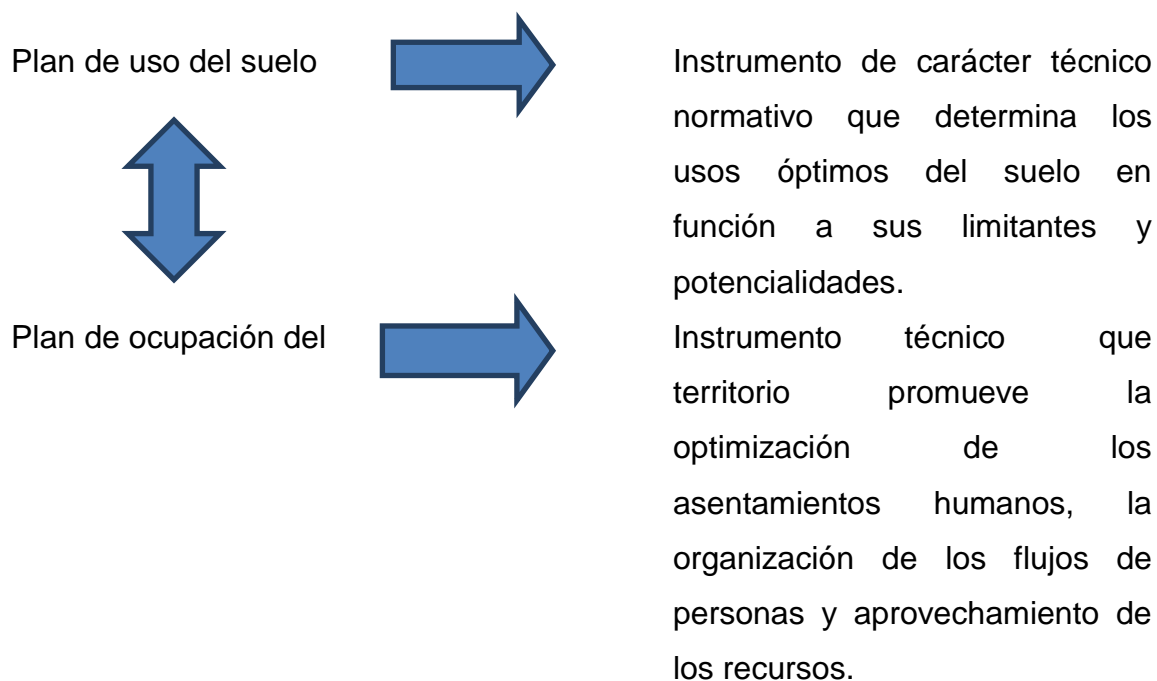 Plan de uso del suelo
Instrumento de carácter técnico
normativo que determina los
usos óptimos del suelo en
función a sus limitantes y
potencialidades.
Plan de ocupación del
Instrumento técnico que
territorio promueve la
optimización de los
asentamientos humanos, la
organización de los flujos de
personas y aprovechamiento de
los recursos.